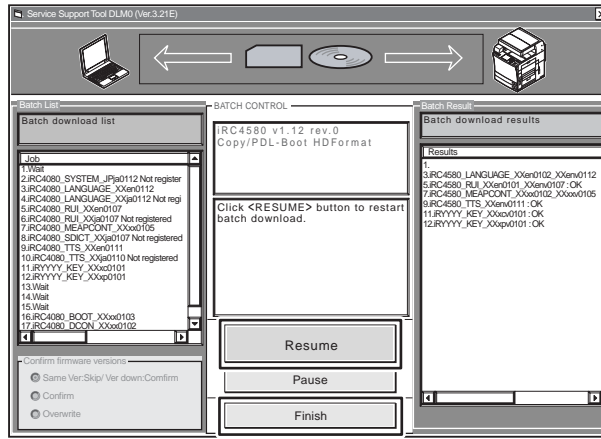 Service Support Tool DLM0 (Ver.3.21E)
Batch List
Batch download list
Job
1.Wait
2.iRC4080_SYSTEM_JPja0112 Not register
3.iRC4080_LANGUAGE_XXen0112
4.iRC4080_LANGUAGE_XXja0112 Not regi
5.iRC4080_RUI_XXen0107
6.iRC4080_RUI_XXja0107 Not registered
7.iRC4080_MEAPCONT_XXxx0105
8.iRC4080_SDICT_XXja0107 Not registered
9.iRC4080_TTS_XXen0111
10.iRC4080_TTS_XXja0110 Not registered
11.iRYYYY_KEY_XXxc0101
12.iRYYYY_KEY_XXxp0101
13.Wait
14.Wait
15.Wait
16.iRC4080_BOOT_XXxx0103
17.iRC4080_DCON_XXxx0102
Confirm firmware versions
Same Ver:Skip/ Ver down:Comfirm
Confirm
Overwrite
BATCH CONTROL
iRC4580 v1.12 rev.0
Copy/PDL-Boot HDFormat
Click <RESUME> button to restart
batch download.
Resume
Pause
Finish
Batch Result
Batch download results
Results
1.
3.iRC4580_LANGUAGE_XXen0102_XXenv0112
5.iRC4580_RUI_XXen0101_XXenv0107 : OK
7.iRC4580_MEAPCONT_XXxx0102_XXxxv0105
9.iRC4580_TTS_XXenv0111 : OK
11.iRYYYY_KEY_XXxcv0101 : OK
12.iRYYYY_KEY_XXxpv0101 : OK